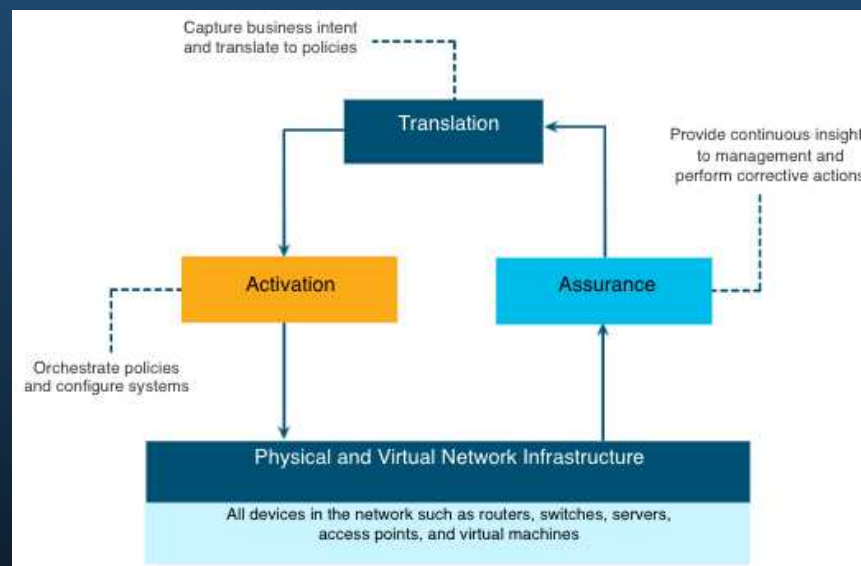 Capture business intent
and translate to policies
Translation
Provide continuous insight
to management and
perform corrective actions
Activation
Assurance
Orchestrate policies
and configure systems
Physical and Virtual Network Infrastructure
All devices in the network such as routers, switches, servers,
access points, and virtual machines